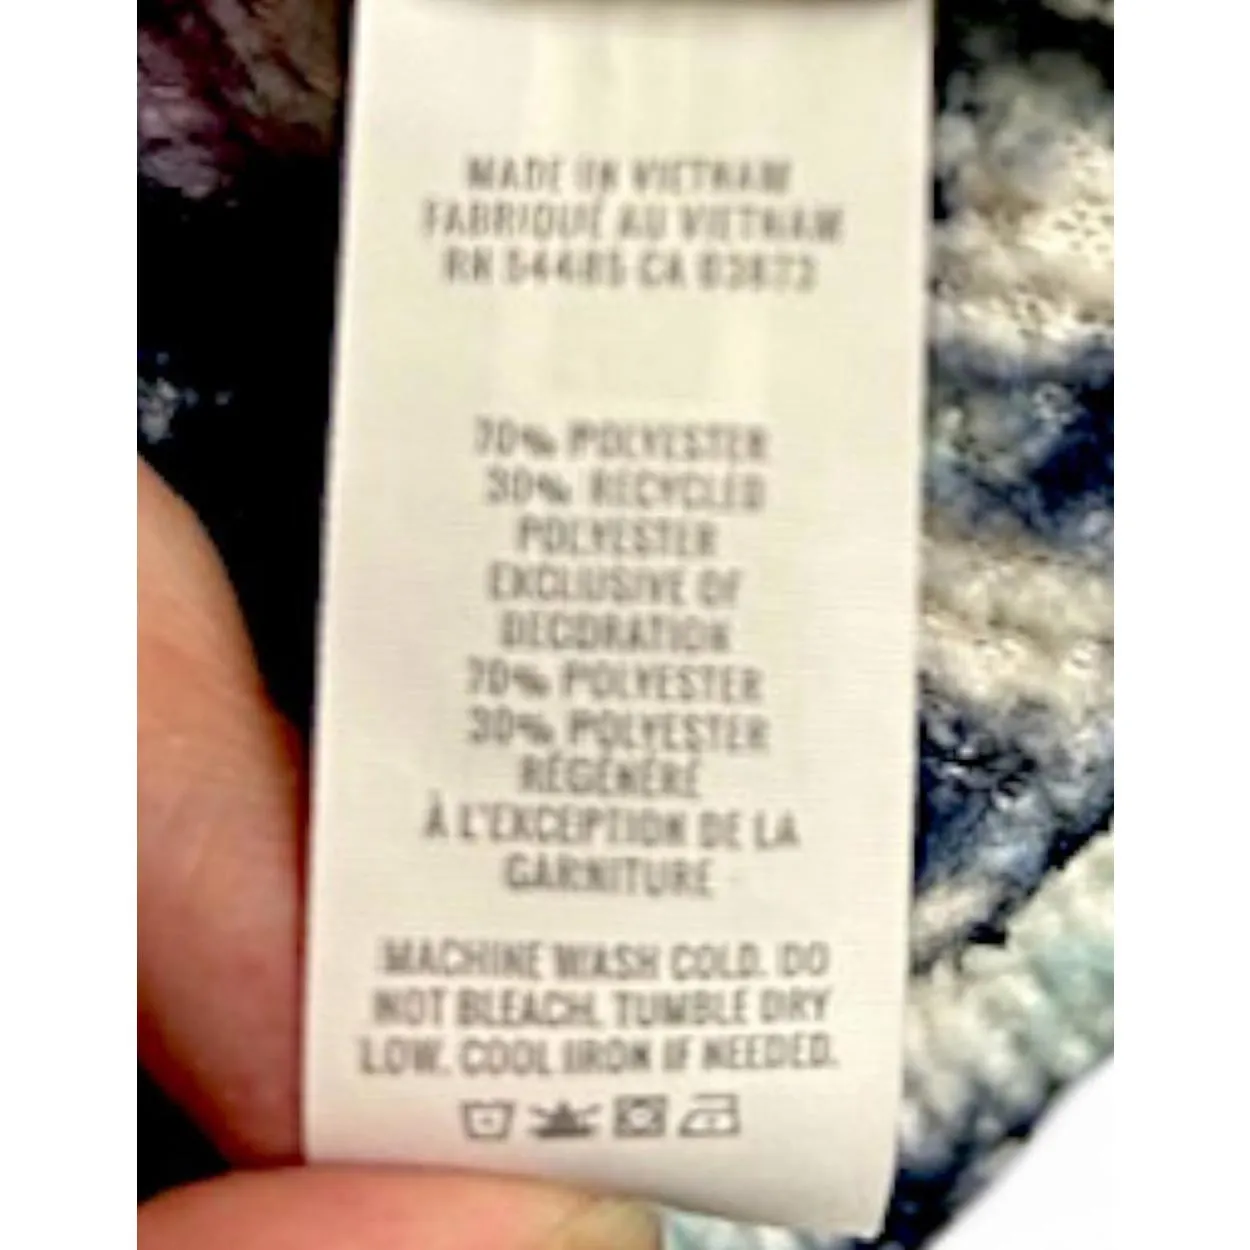 MADE IN VIETNAM
FABRIQUÉ AU VIETNAM
RN 54485 CA 03873
70% POLYESTER
30% RECYCLED
POLYESTER
EXCLUSIVE OF
DECORATION
70% POLYESTER
30% POLYESTER
RÉGÉNÉRÉ
À L'EXCEPTION DE LA
GARNITURE
MACHINE WASH COLD. DO
NOT BLEACH. TUMBLE DRY
LOW. COOL IRON IF NEEDED.